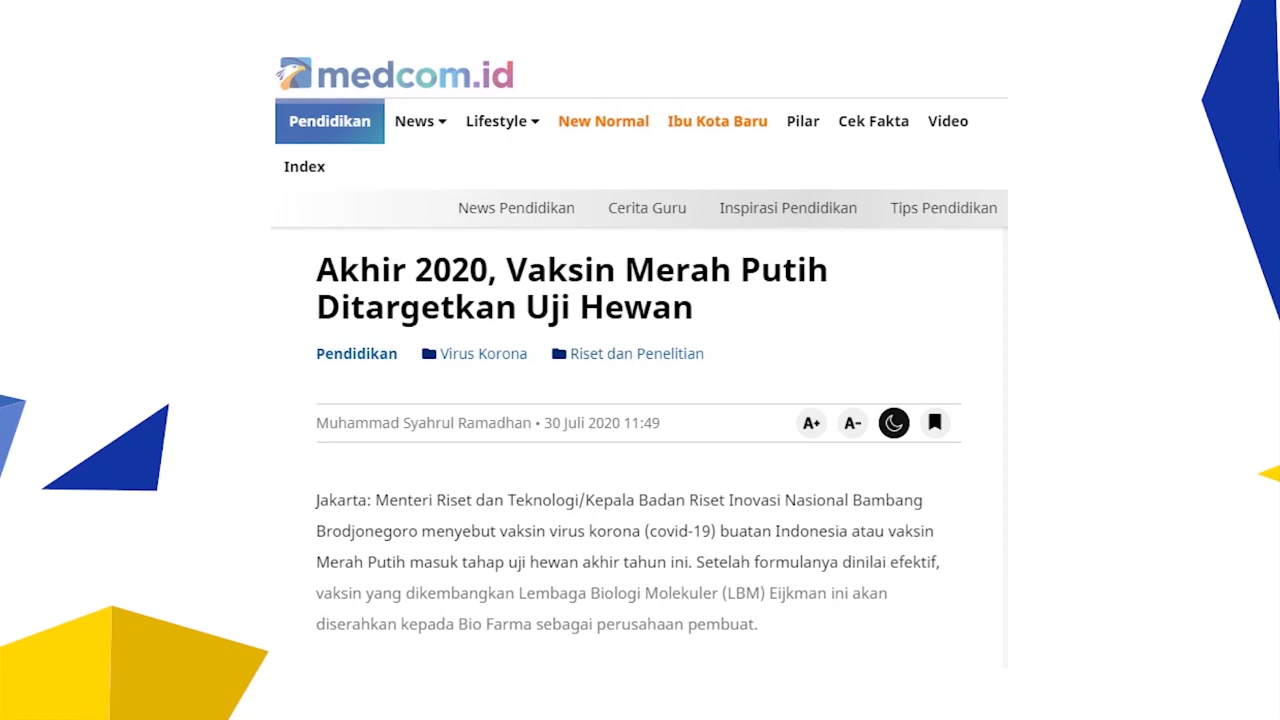 medcom.id
Pendidikan News Lifestyle New Normal Ibu Kota Baru Pilar Cek Fakta Video
Index
News Pendidikan Cerita Guru Inspirasi Pendidikan Tips Pendidikan
Akhir 2020, Vaksin Merah Putih
Ditargetkan Uji Hewan
Pendidikan Virus Korona Riset dan Penelitian
Muhammad Syahrul Ramadhan • 30 Juli 2020 11:49 A+ A-
Jakarta: Menteri Riset dan Teknologi/Kepala Badan Riset Inovasi Nasional Bambang
Brodjonegoro menyebut vaksin virus korona (covid-19) buatan Indonesia atau vaksin
Merah Putih masuk tahap uji hewan akhir tahun ini. Setelah formulanya dinilai efektif,
vaksin yang dikembangkan Lembaga Biologi Molekuler (LBM) Eijkman ini akan
diserahkan kepada Bio Farma sebagai perusahaan pembuat.